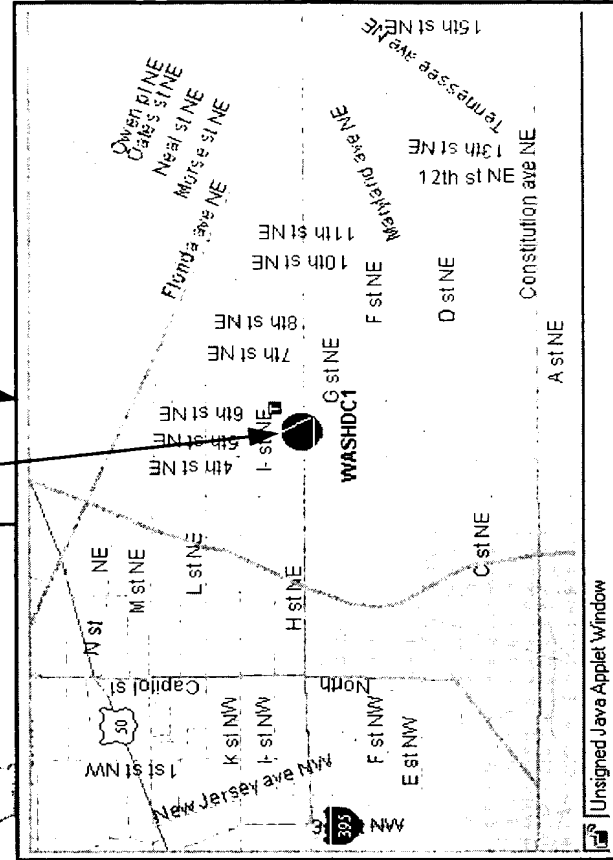 Owen pl NE
Oates st NE
Neal st NE
Morse st NE
Florida ave NE
15th st NE
Tennessee ave NE
Maryland ave NE
13th st NE
12th st NE
11th st NE
10th st NE
8th st NE
7th st NE
6th st NE
5th st NE
4th st NE
I st NE
G st NE
F st NE
D st NE
Constitution ave NE
A st NE
WASHDC1
N st NE
M st NE
L st NE
H st NE
C st NE
North Capitol st
50
1st st NW
K st NW
I st NW
New Jersey ave NW
F st NW
E st NW
395
NW
Unsigned Java Applet Window